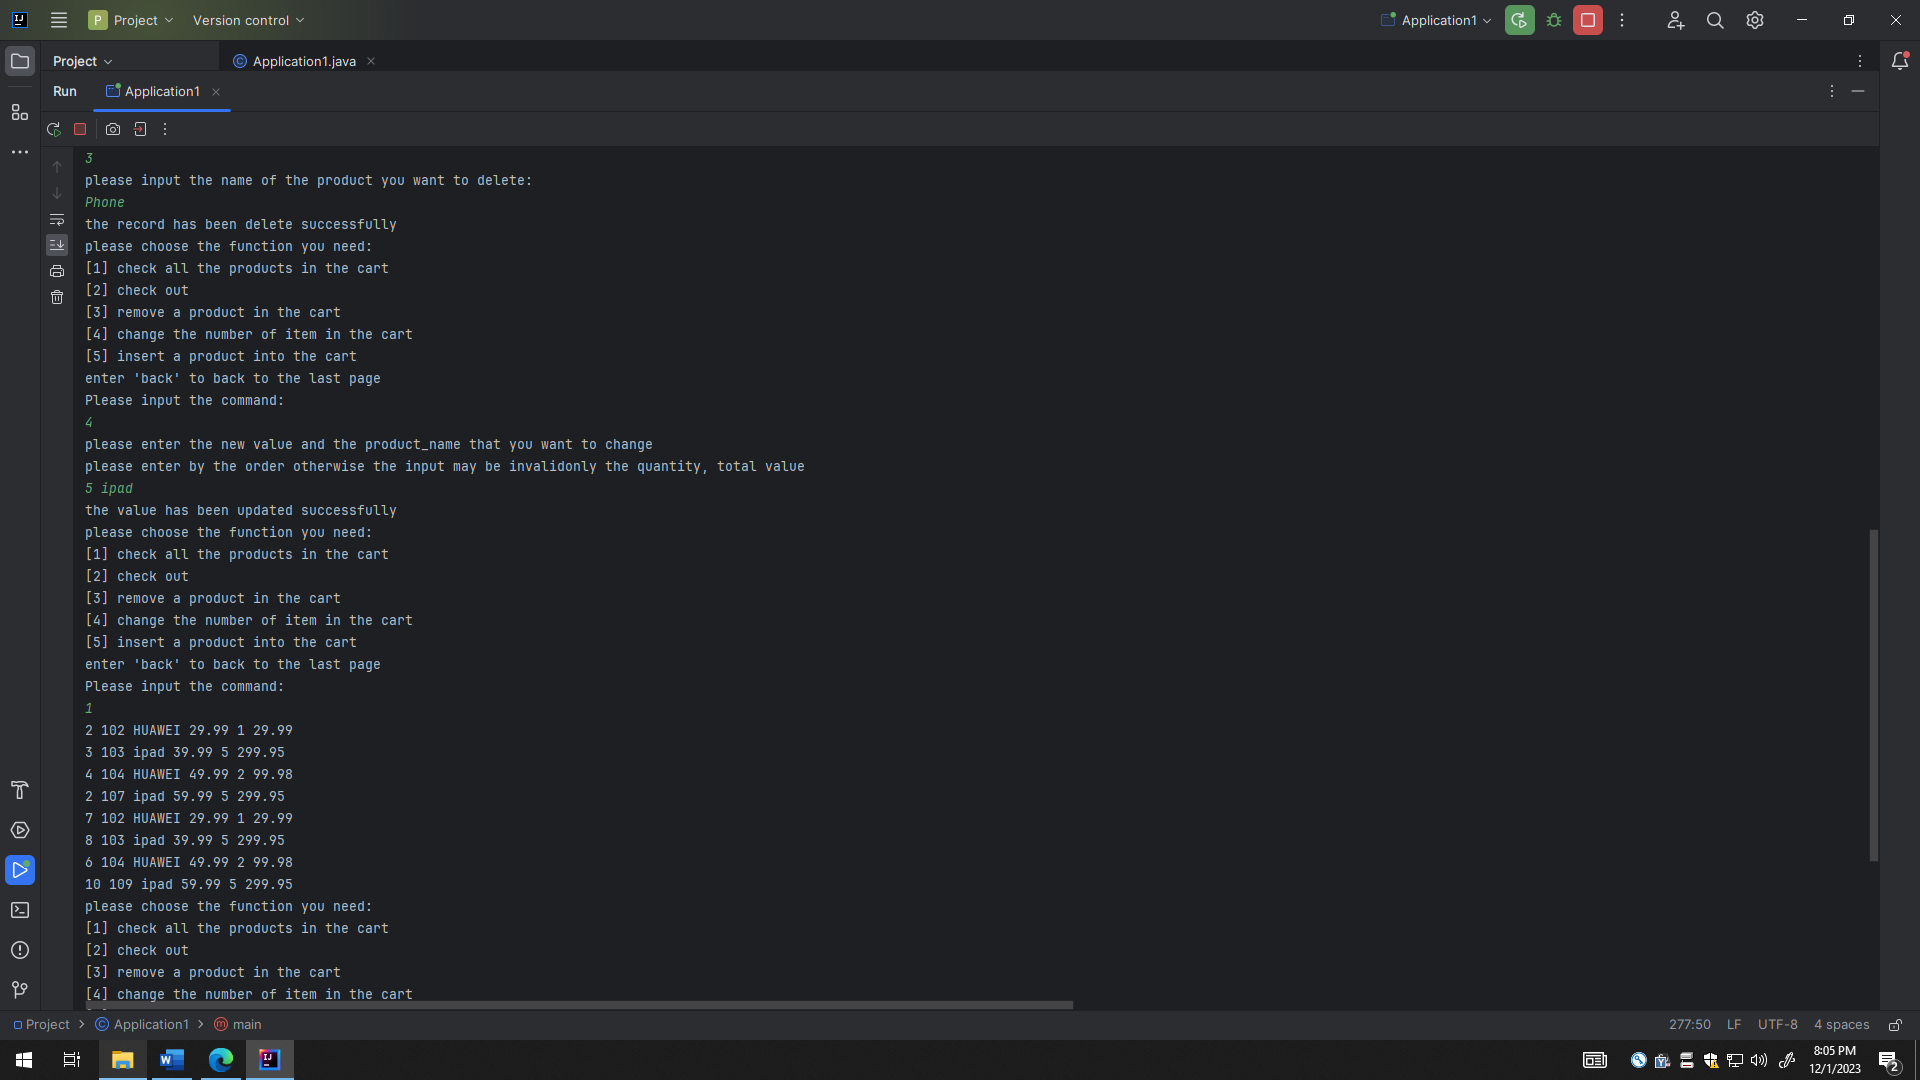 P Project Version control Application1
Project Application1.java
Run Application1
3
please input the name of the product you want to delete:
Phone
the record has been delete successfully
please choose the function you need:
[1] check all the products in the cart
[2] check out
[3] remove a product in the cart
[4] change the number of item in the cart
[5] insert a product into the cart
enter 'back' to back to the last page
Please input the command:
4
please enter the new value and the product_name that you want to change
please enter by the order otherwise the input may be invalidonly the quantity, total value
5 ipad
the value has been updated successfully
please choose the function you need:
[1] check all the products in the cart
[2] check out
[3] remove a product in the cart
[4] change the number of item in the cart
[5] insert a product into the cart
enter 'back' to back to the last page
Please input the command:
1
2 102 HUAWEI 29.99 1 29.99
3 103 ipad 39.99 5 299.95
4 104 HUAWEI 49.99 2 99.98
2 107 ipad 59.99 5 299.95
7 102 HUAWEI 29.99 1 29.99
8 103 ipad 39.99 5 299.95
6 104 HUAWEI 49.99 2 99.98
10 109 ipad 59.99 5 299.95
please choose the function you need:
[1] check all the products in the cart
[2] check out
[3] remove a product in the cart
[4] change the number of item in the cart
Project Application1 main 277:50 LF UTF-8 4 spaces
8:05 PM
12/1/2023
2